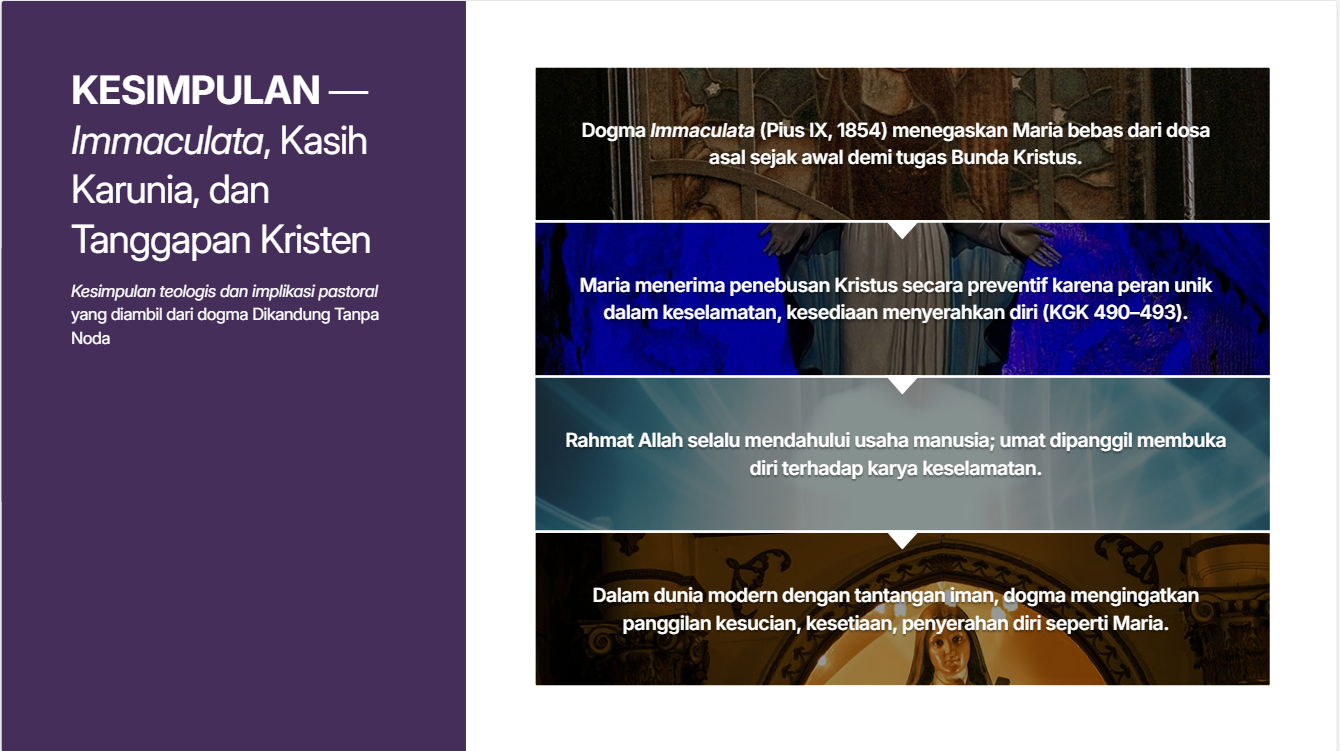 KESIMPULAN —
Immaculata, Kasih
Karunia, dan
Tanggapan Kristen
Kesimpulan teologis dan implikasi pastoral
yang diambil dari dogma Dikandung Tanpa
Noda
Dogma Immaculata (Pius IX, 1854) menegaskan Maria bebas dari dosa
asal sejak awal demi tugas Bunda Kristus.
Maria menerima penebusan Kristus secara preventif karena peran unik
dalam keselamatan, kesediaan menyerahkan diri (KGK 490–493).
Rahmat Allah selalu mendahului usaha manusia; umat dipanggil membuka
diri terhadap karya keselamatan.
Dalam dunia modern dengan tantangan iman, dogma mengingatkan
panggilan kesucian, kesetiaan, penyerahan diri seperti Maria.